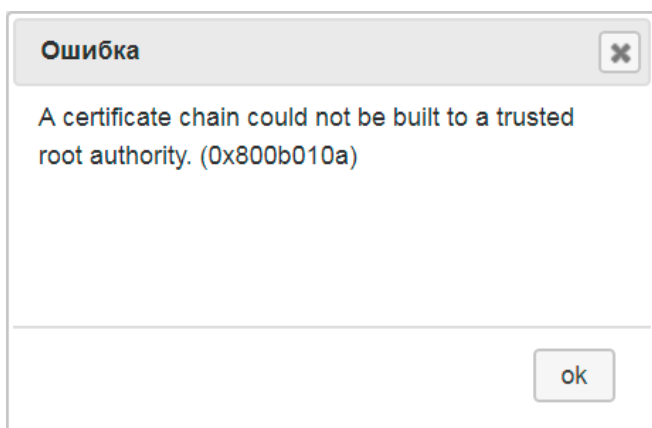 Ошибка
A certificate chain could not be built to a trusted
root authority. (0x800b010a)
ok